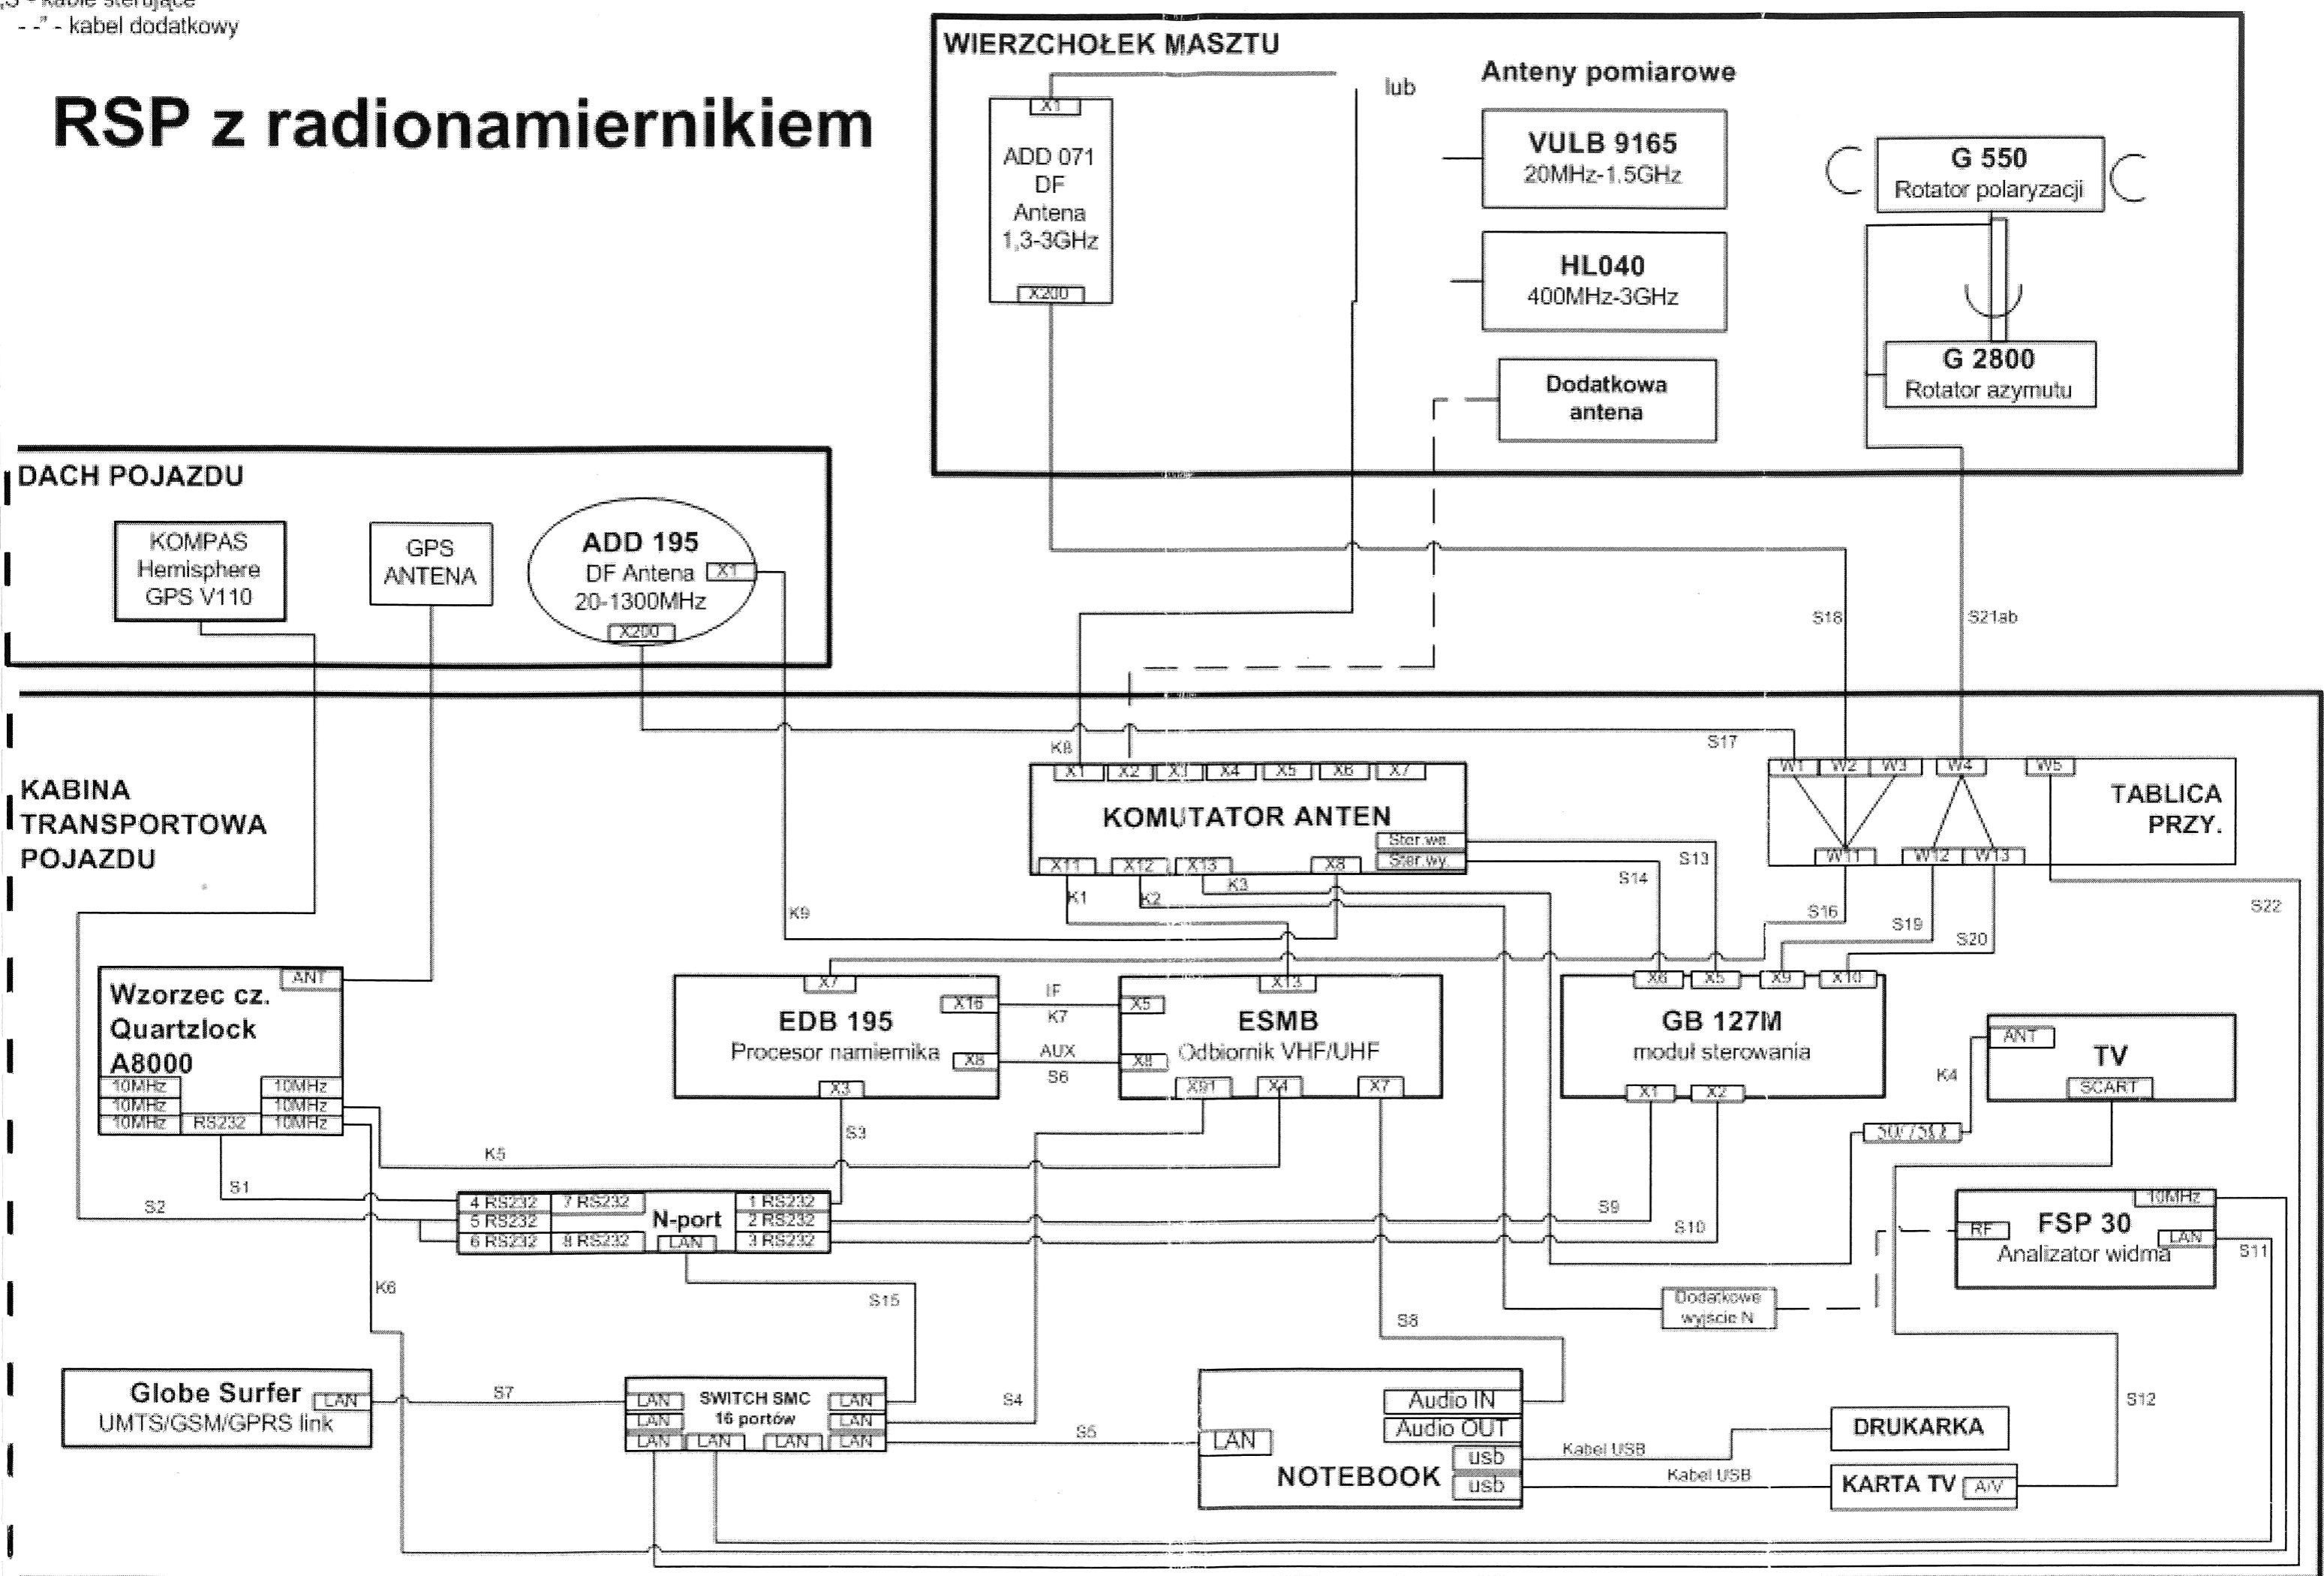 - kable sterujące
- -" - kabel dodatkowy
RSP z radionamiernikiem
WIERZCHOŁEK MASZTU
X1
ADD 071
DF
Antena
1,3-3GHz
X200
lub
Anteny pomiarowe
VULB 9165
20MHz-1.5GHz
HL040
400MHz-3GHz
Dodatkowa
antena
G 550
Rotator polaryzacji
G 2800
Rotator azymutu
DACH POJAZDU
KOMPAS
Hemisphere
GPS V110
GPS
ANTENA
ADD 195
DF Antena
20-1300MHz
X1
X200
S18
S21ab
KABINA
TRANSPORTOWA
POJAZDU
K8
S17
X1 X2 X3 X4 X5 X6 X7
KOMUTATOR ANTEN
Ster.we.
Ster.wy.
X11 X12 X13 X8
W1 W2 W3 W4 W5
TABLICA
PRZY.
W11 W12 W13
K1
K2
K3
K9
S13
S14
S16
S19
S20
S22
ANT
Wzorzec cz.
Quartzlock
A8000
10MHz 10MHz
10MHz 10MHz
10MHz RS232 10MHz
X7
X16
EDB 195
Procesor namiernika
X8
X3
IF
K7
AUX
S6
X13
X5
ESMB
Odbiornik VHF/UHF
X8
X91 X4 X7
X6 X5 X9 X10
GB 127M
moduł sterowania
X1 X2
ANT
TV
SCART
K4
50/75Ω
S3
K5
S1
S2
4 RS232 7 RS232 1 RS232
5 RS232 N-port 2 RS232
6 RS232 8 RS232 LAN 3 RS232
S9
S10
10MHz
RF
FSP 30
LAN
Analizator widma
S11
K6
S15
S8
Dodatkowe
wyjście N
Globe Surfer
LAN
UMTS/GSM/GPRS link
S7
LAN SWITCH SMC LAN
LAN 16 portów LAN
LAN LAN LAN LAN
S4
S5
Audio IN
Audio OUT
LAN
usb
NOTEBOOK
usb
Kabel USB
Kabel USB
DRUKARKA
KARTA TV A/V
S12